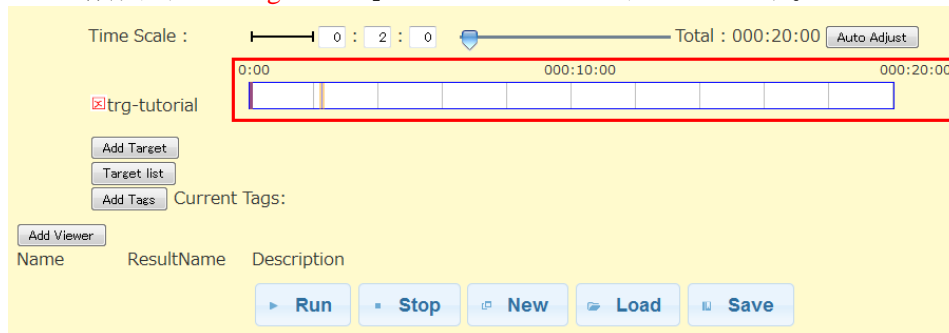 Time Scale : 0 : 2 : 0 Total : 000:20:00 Auto Adjust
0:00 000:10:00 000:20:00
trg-tutorial
Add Target
Target list
Add Tags Current Tags:
Add Viewer
Name ResultName Description
Run Stop New Load Save